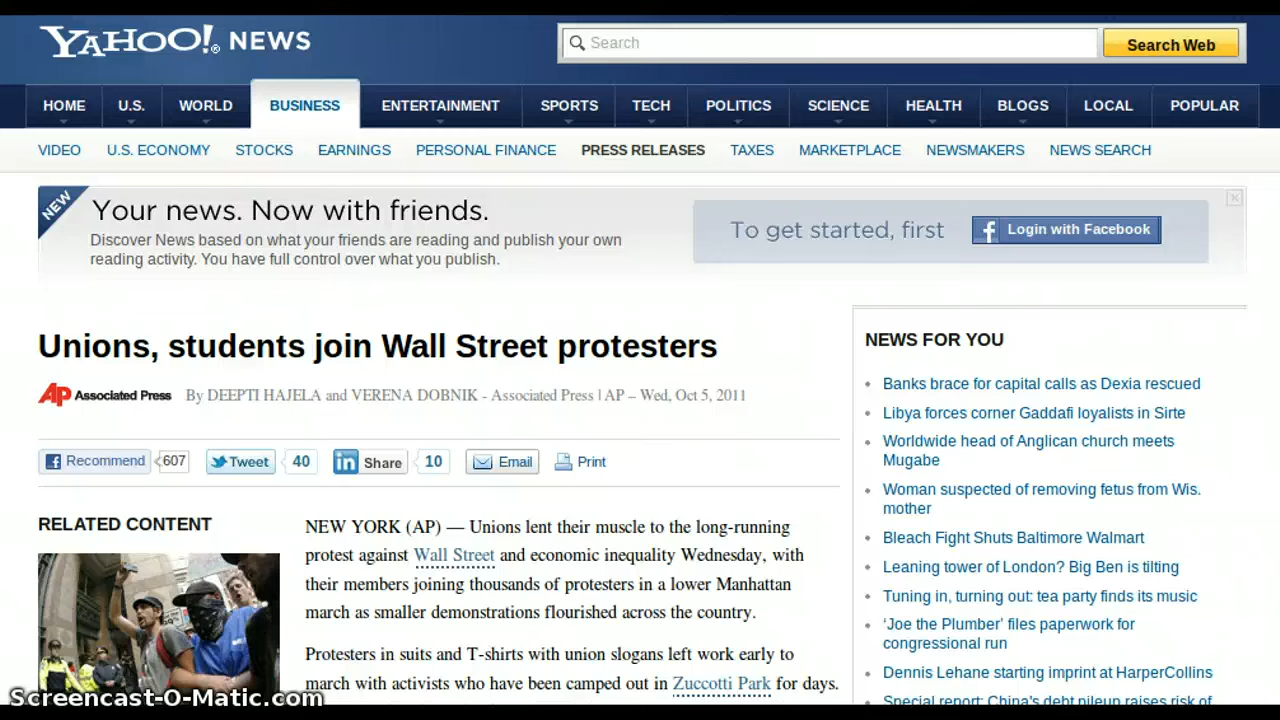 YAHOO!® NEWS
Search
Search Web
HOME U.S. WORLD BUSINESS ENTERTAINMENT SPORTS TECH POLITICS SCIENCE HEALTH BLOGS LOCAL POPULAR
VIDEO U.S. ECONOMY STOCKS EARNINGS PERSONAL FINANCE PRESS RELEASES TAXES MARKETPLACE NEWSMAKERS NEWS SEARCH
NEW
Your news. Now with friends.
Discover News based on what your friends are reading and publish your own
reading activity. You have full control over what you publish.
To get started, first
Login with Facebook
Unions, students join Wall Street protesters
AP Associated Press By DEEPTI HAJELA and VERENA DOBNIK - Associated Press | AP – Wed, Oct 5, 2011
Recommend 607 Tweet 40 in Share 10 Email Print
RELATED CONTENT
NEW YORK (AP) — Unions lent their muscle to the long-running
protest against Wall Street and economic inequality Wednesday, with
their members joining thousands of protesters in a lower Manhattan
march as smaller demonstrations flourished across the country.
Protesters in suits and T-shirts with union slogans left work early to
march with activists who have been camped out in Zuccotti Park for days.
NEWS FOR YOU
Banks brace for capital calls as Dexia rescued
Libya forces corner Gaddafi loyalists in Sirte
Worldwide head of Anglican church meets
Mugabe
Woman suspected of removing fetus from Wis.
mother
Bleach Fight Shuts Baltimore Walmart
Leaning tower of London? Big Ben is tilting
Tuning in, turning out: tea party finds its music
‘Joe the Plumber’ files paperwork for
congressional run
Dennis Lehane starting imprint at HarperCollins
Special report: China's debt pileup raises risk of
Screencast-O-Matic.com